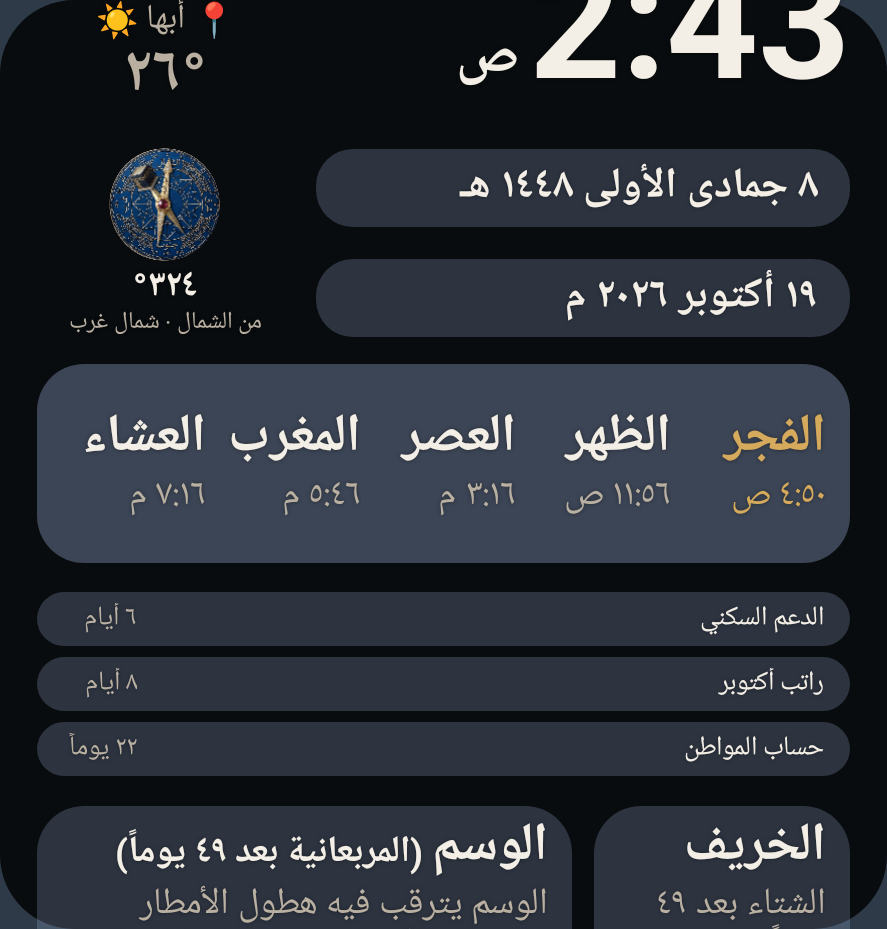 2:43 ص
📍 أبها ☀️
٢٦°
٨ جمادى الأولى ١٤٤٨ هـ
١٩ أكتوبر ٢٠٢٦ م
٣٢٤°
من الشمال · شمال غرب
الفجر الظهر العصر المغرب العشاء
٤:٥٠ ص ١١:٥٦ ص ٣:١٦ م ٥:٤٦ م ٧:١٦ م
الدعم السكني ٦ أيام
راتب أكتوبر ٨ أيام
حساب المواطن ٢٢ يوماً
الخريف
الشتاء بعد ٤٩
الوسم (المربعانية بعد ٤٩ يوماً)
الوسم يترقب فيه هطول الأمطار